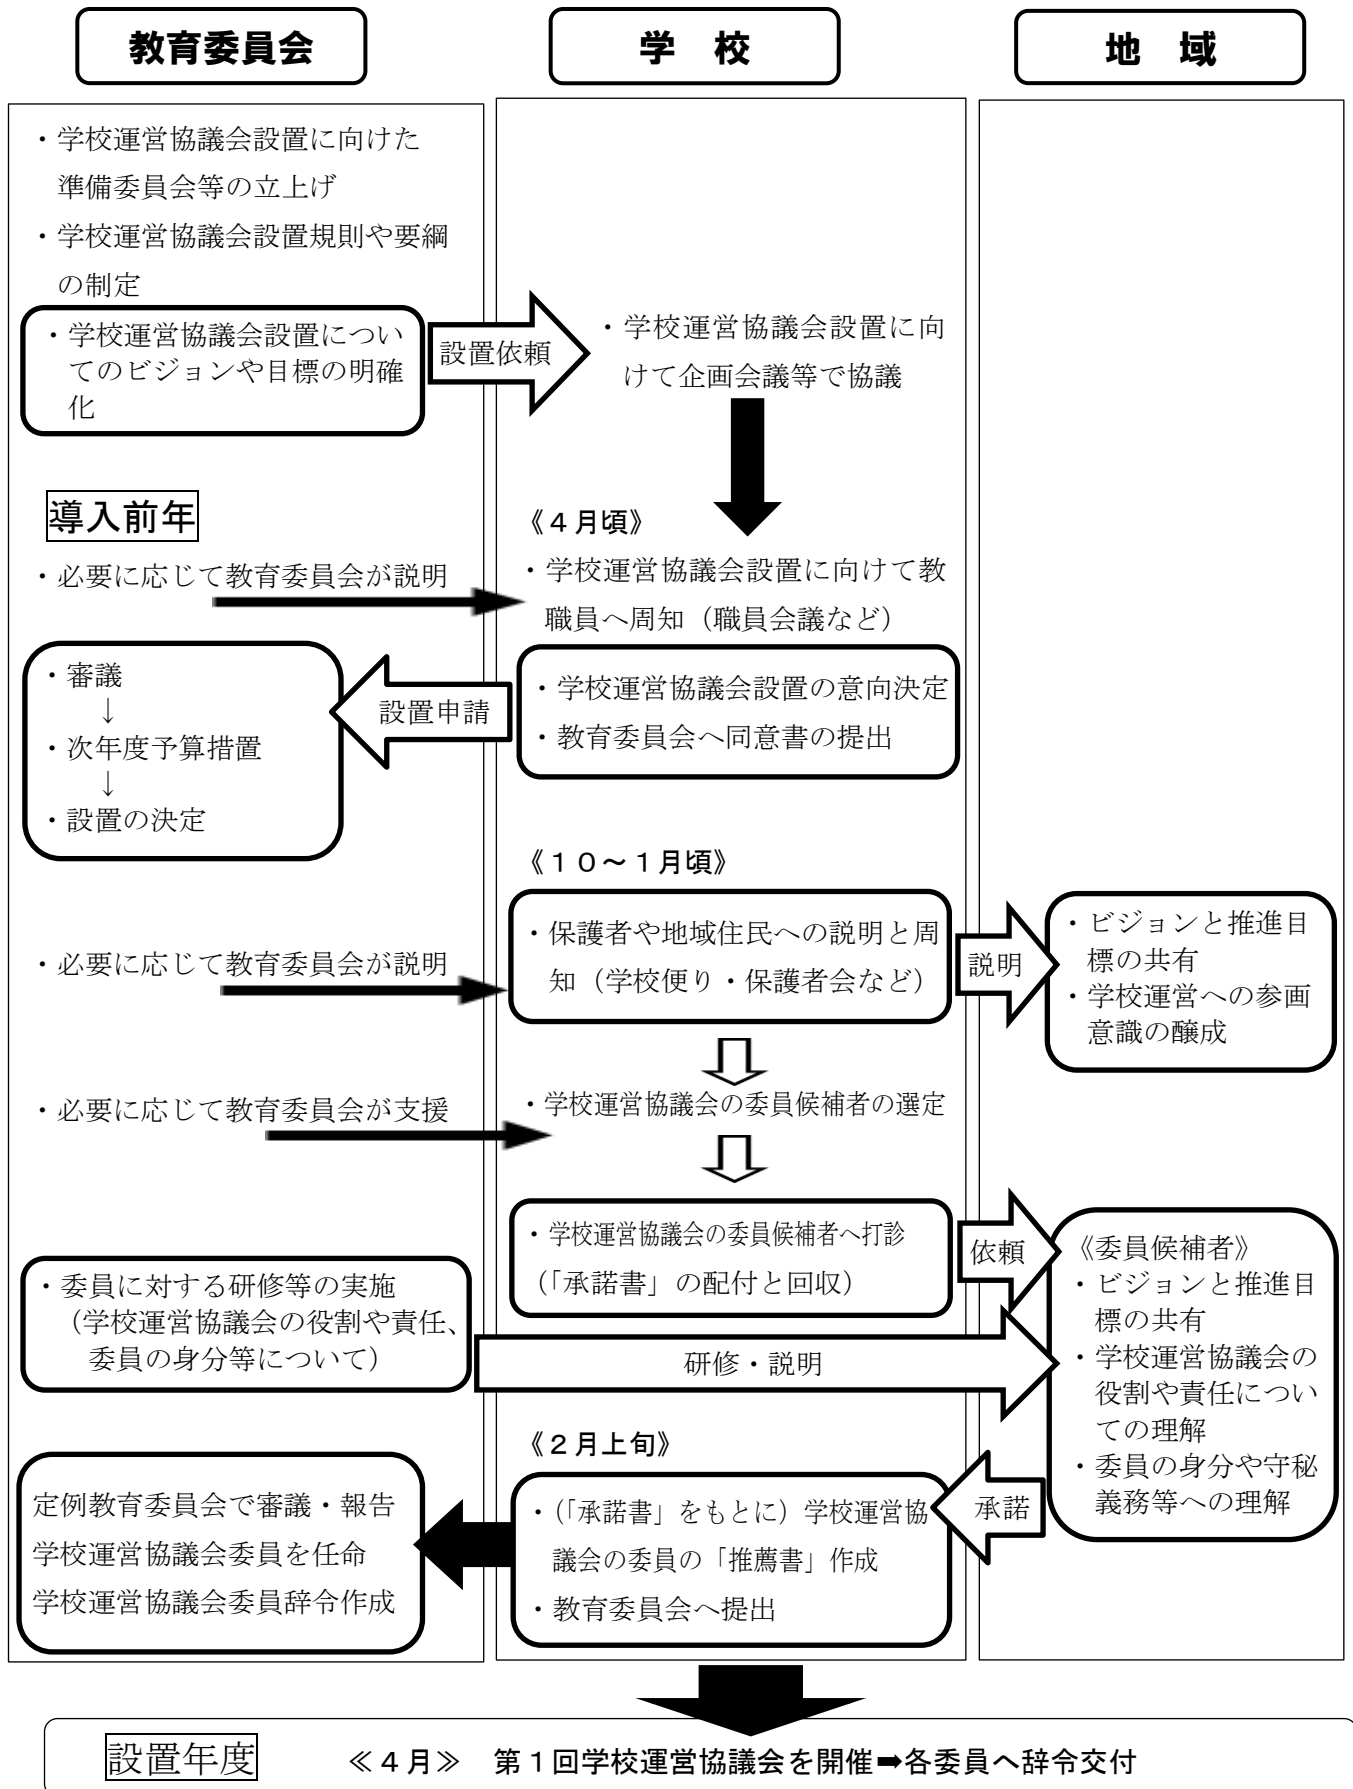 教育委員会
学　校
地　域
・学校運営協議会設置に向けた
準備委員会等の立上げ
・学校運営協議会設置規則や要綱
の制定
・学校運営協議会設置につい
てのビジョンや目標の明確
化
設置依頼
・学校運営協議会設置に向
けて企画会議等で協議
導入前年
《４月頃》
・必要に応じて教育委員会が説明
・学校運営協議会設置に向けて教
職員へ周知（職員会議など）
・学校運営協議会設置の意向決定
・教育委員会へ同意書の提出
設置申請
・審議
↓
・次年度予算措置
↓
・設置の決定
《１０～１月頃》
・保護者や地域住民への説明と周
知（学校便り・保護者会など）
・必要に応じて教育委員会が説明
説明
・ビジョンと推進目
標の共有
・学校運営への参画
意識の醸成
・必要に応じて教育委員会が支援
・学校運営協議会の委員候補者の選定
・学校運営協議会の委員候補者へ打診
（「承諾書」の配付と回収）
依頼
・委員に対する研修等の実施
（学校運営協議会の役割や責任、
委員の身分等について）
研修・説明
《委員候補者》
・ビジョンと推進目
標の共有
・学校運営協議会の
役割や責任につい
ての理解
・委員の身分や守秘
義務等への理解
《２月上旬》
承諾
・（「承諾書」をもとに）学校運営協
議会の委員の「推薦書」作成
・教育委員会へ提出
定例教育委員会で審議・報告
学校運営協議会委員を任命
学校運営協議会委員辞令作成
設置年度　≪４月≫　第１回学校運営協議会を開催➡各委員へ辞令交付